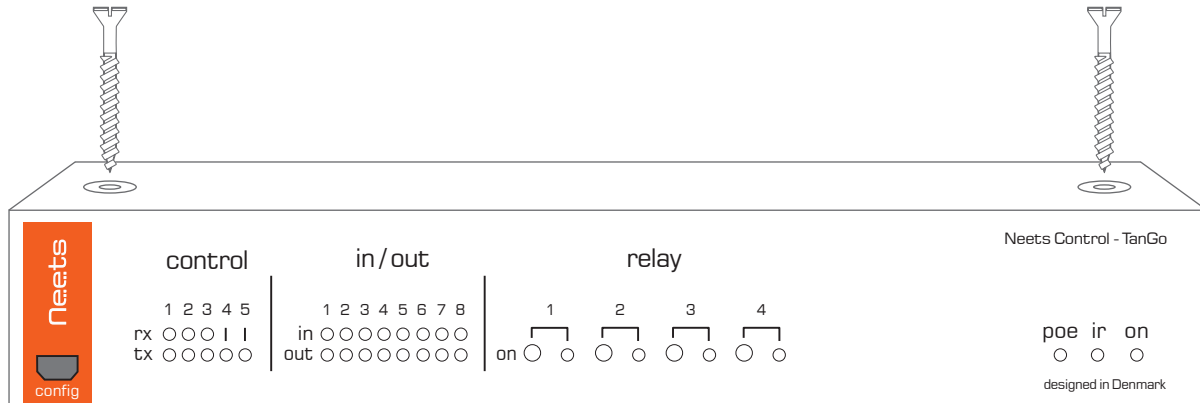 Neets
config
control
1 2 3 4 5
rx
tx
in/out
1 2 3 4 5 6 7 8
in
out
relay
1 2 3 4
on
Neets Control - TanGo
poe ir on
designed in Denmark